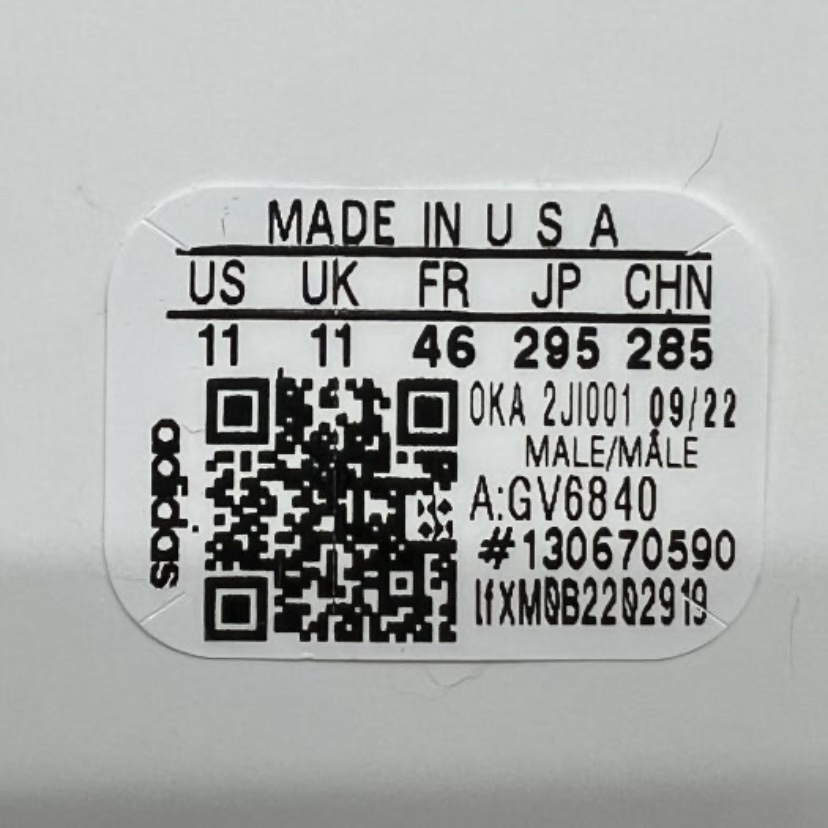 MADE IN U S A
US UK FR JP CHN
11 11 46 295 285
OKA 2JI001 09/22
MALE/MÂLE
A:GV6840
#130670590
IfXM0B2202919
adidas